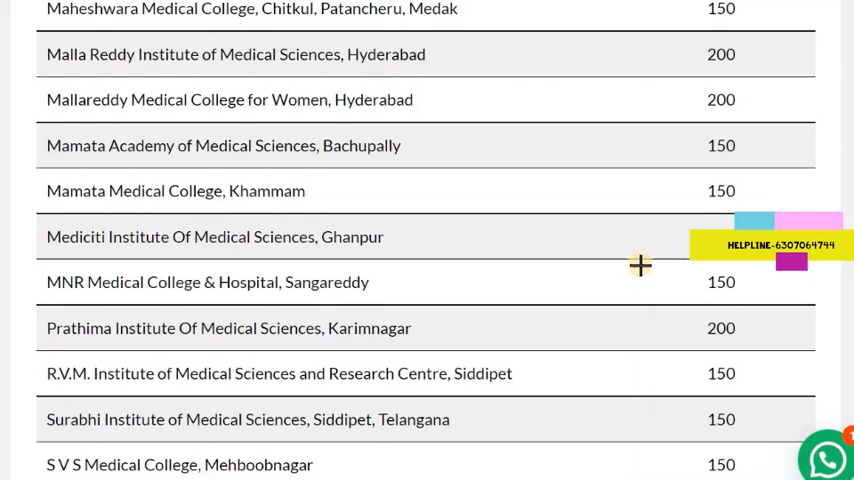 Maheshwara Medical College, Chitkul, Patancheru, Medak 150
Malla Reddy Institute of Medical Sciences, Hyderabad 200
Mallareddy Medical College for Women, Hyderabad 200
Mamata Academy of Medical Sciences, Bachupally 150
Mamata Medical College, Khammam 150
Mediciti Institute Of Medical Sciences, Ghanpur
HELPLINE-6307064744
MNR Medical College & Hospital, Sangareddy 150
Prathima Institute Of Medical Sciences, Karimnagar 200
R.V.M. Institute of Medical Sciences and Research Centre, Siddipet 150
Surabhi Institute of Medical Sciences, Siddipet, Telangana 150
S V S Medical College, Mehboobnagar 150